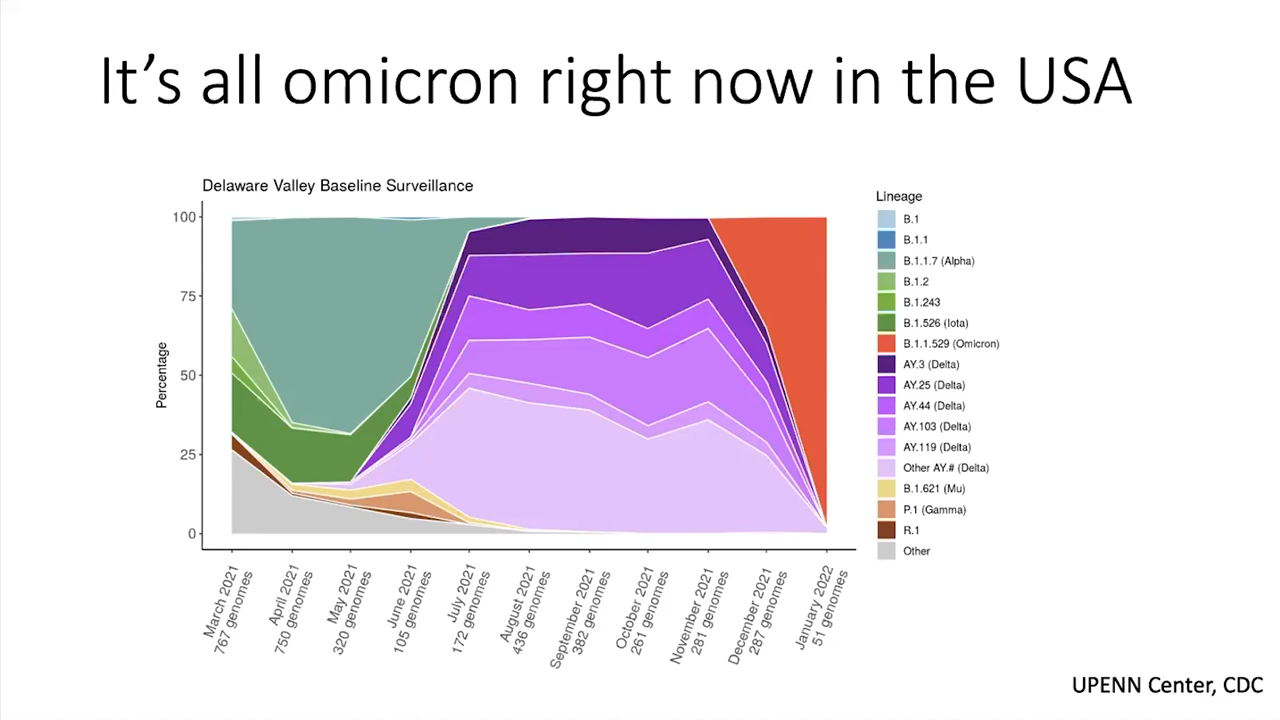 It's all omicron right now in the USA
Delaware Valley Baseline Surveillance
Percentage
100
75
50
25
0
March 2021
767 genomes
April 2021
750 genomes
May 2021
320 genomes
June 2021
105 genomes
July 2021
172 genomes
August 2021
436 genomes
September 2021
382 genomes
October 2021
261 genomes
November 2021
281 genomes
December 2021
287 genomes
January 2022
51 genomes
Lineage
B.1
B.1.1
B.1.1.7 (Alpha)
B.1.2
B.1.243
B.1.526 (Iota)
B.1.1.529 (Omicron)
AY.3 (Delta)
AY.25 (Delta)
AY.44 (Delta)
AY.103 (Delta)
AY.119 (Delta)
Other AY.# (Delta)
B.1.621 (Mu)
P.1 (Gamma)
R.1
Other
UPENN Center, CDC